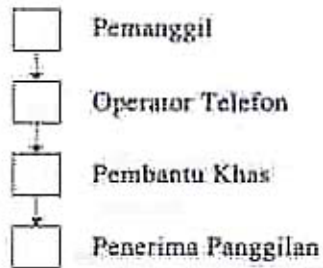 Pemanggil
Operator Telefon
Pembantu Khas
Penerima Panggilan